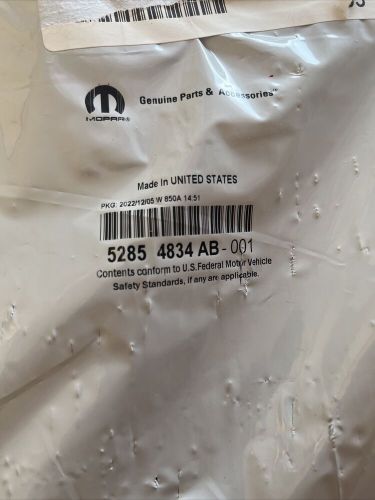 MOPAR®
Genuine Parts & Accessories™
Made In UNITED STATES
PKG: 2022/12/05 W 850A 14:51
5285 4834 AB - 001
Contents conform to U.S.Federal Motor Vehicle
Safety Standards, if any are applicable.